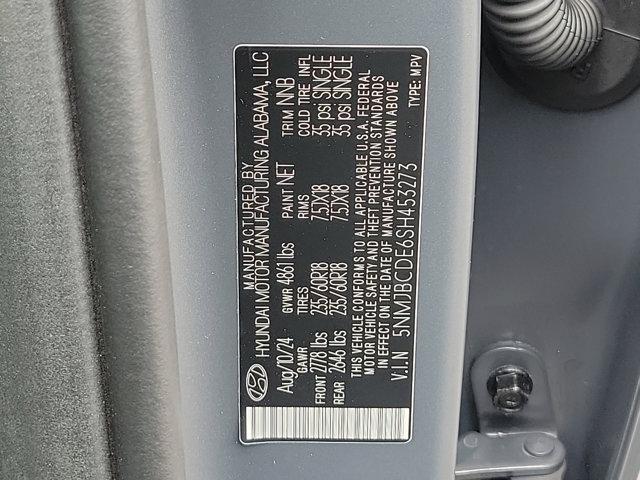 MANUFACTURED BY
HYUNDAI MOTOR MANUFACTURING ALABAMA, LLC
Aug/10/24 GVWR 4861 lbs PAINT NET TRIM NNB
GAWR TIRES RIMS COLD TIRE INFL
FRONT 2778 lbs 235/60R18 7.5JX18 35 psi SINGLE
REAR 2646 lbs 235/60R18 7.5JX18 35 psi SINGLE
THIS VEHICLE CONFORMS TO ALL APPLICABLE U.S.A. FEDERAL
MOTOR VEHICLE SAFETY AND THEFT PREVENTION STANDARDS
IN EFFECT ON THE DATE OF MANUFACTURE SHOWN ABOVE
V.I.N 5NMJBCDE6SH453273 TYPE: MPV